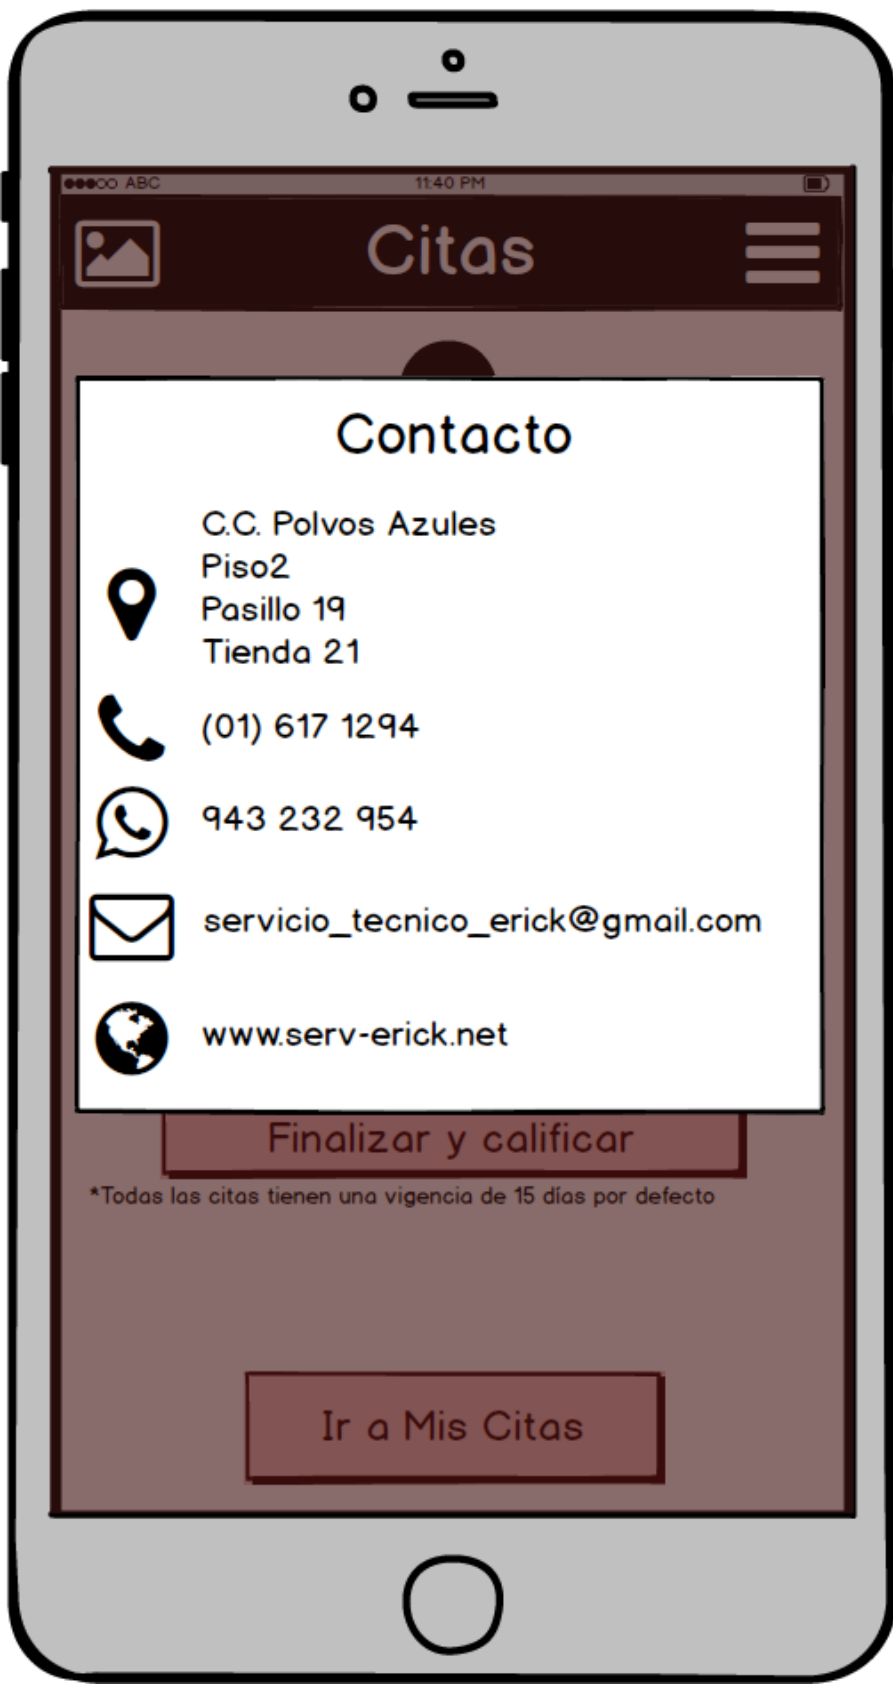 ABC 11:40 PM
Citas
Contacto
C.C. Polvos Azules
Piso2
Pasillo 19
Tienda 21
(01) 617 1294
943 232 954
servicio_tecnico_erick@gmail.com
www.serv-erick.net
Finalizar y calificar
*Todas las citas tienen una vigencia de 15 días por defecto
Ir a Mis Citas